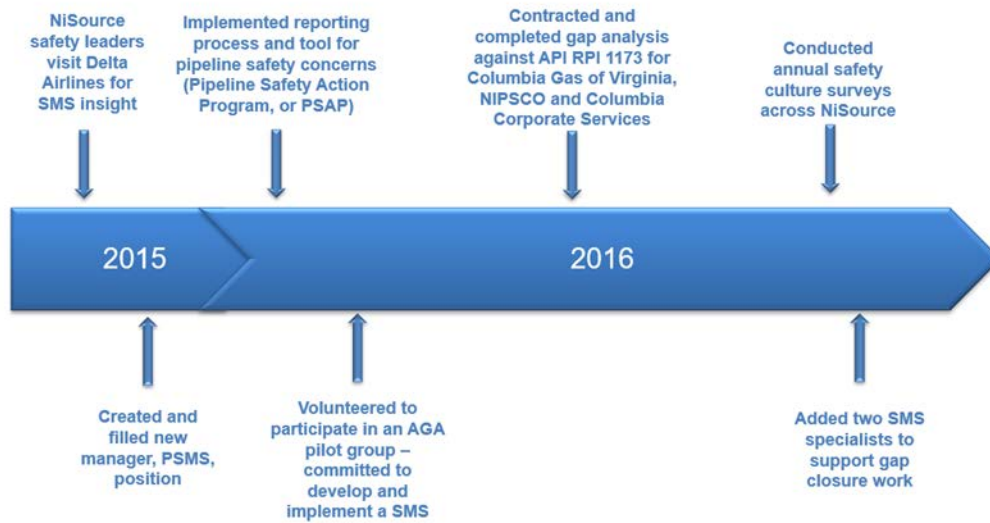 NiSource
safety leaders
visit Delta
Airlines for
SMS insight
Implemented reporting
process and tool for
pipeline safety concerns
(Pipeline Safety Action
Program, or PSAP)
Contracted and
completed gap analysis
against API RPI 1173 for
Columbia Gas of Virginia,
NIPSCO and Columbia
Corporate Services
Conducted
annual safety
culture surveys
across NiSource
2015
2016
Created and
filled new
manager, PSMS,
position
Volunteered to
participate in an AGA
pilot group –
committed to
develop and
implement a SMS
Added two SMS
specialists to
support gap
closure work